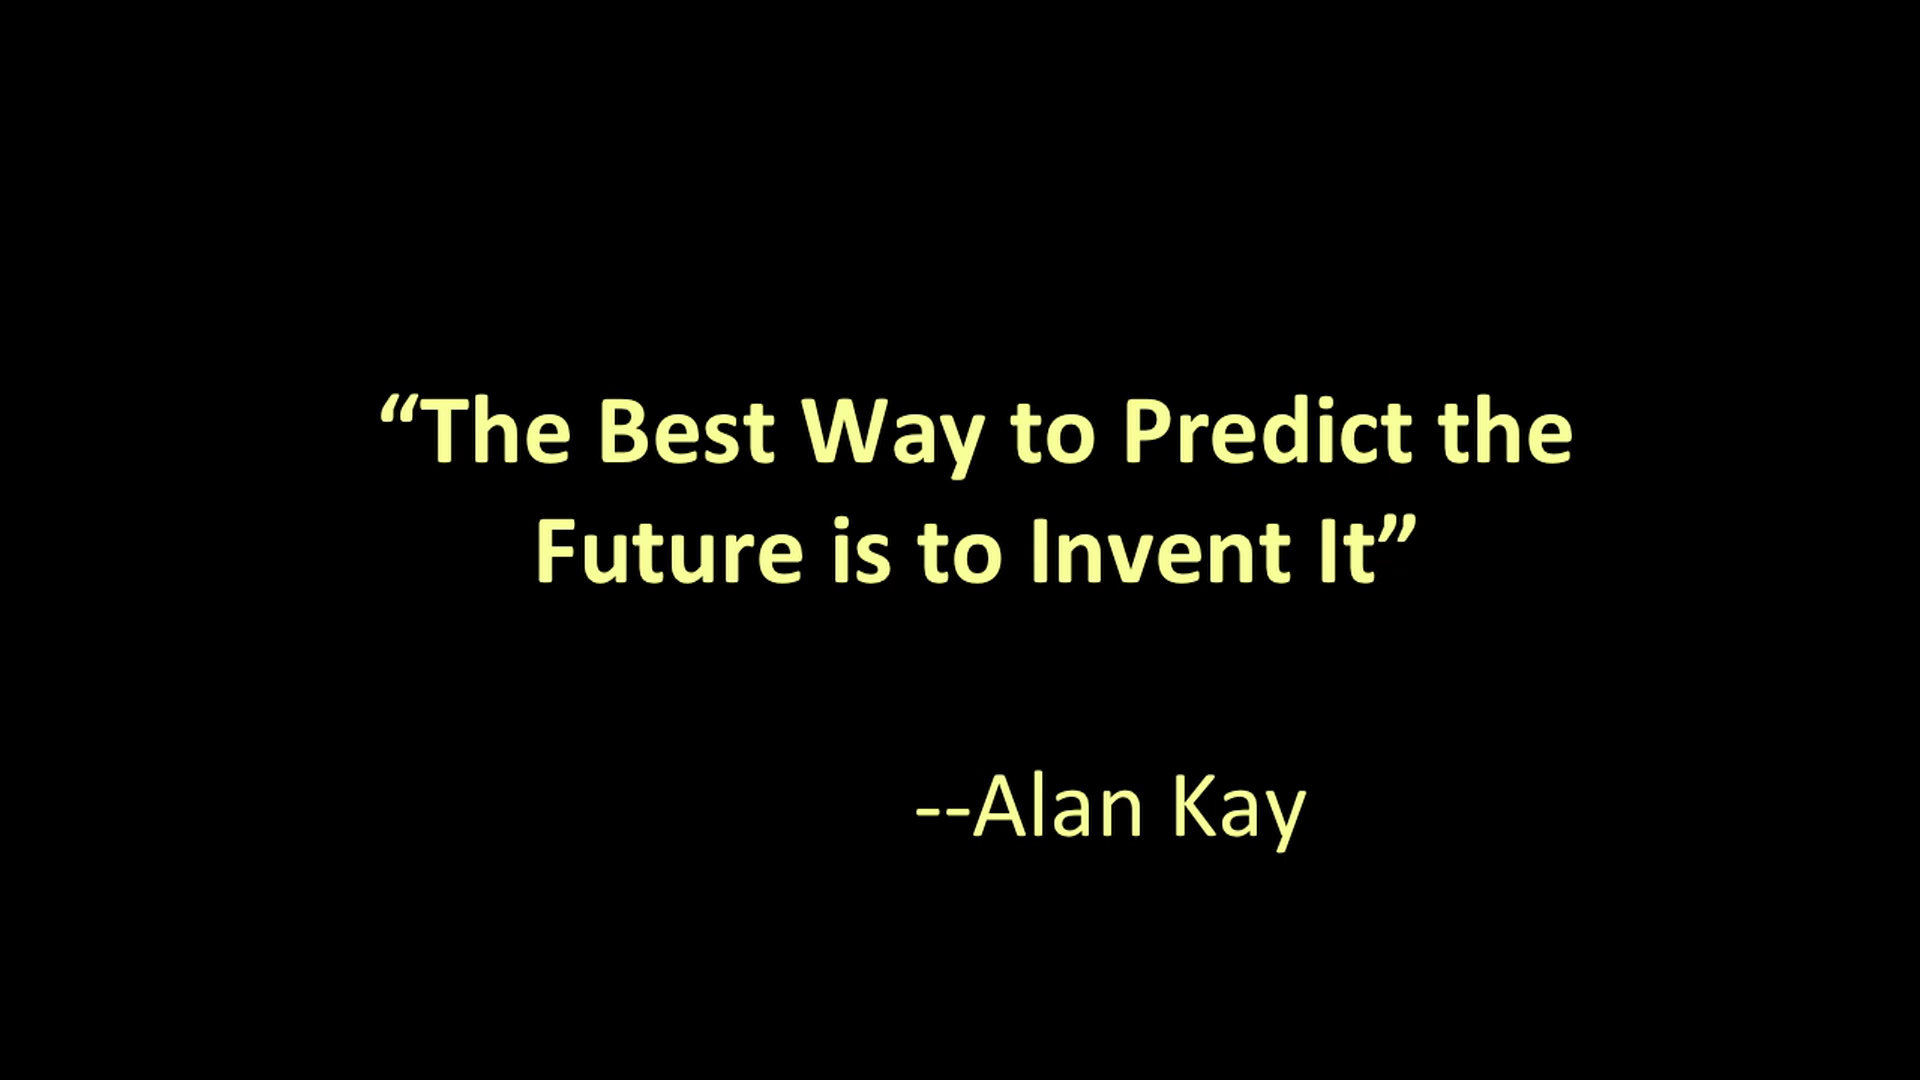 “The Best Way to Predict the
Future is to Invent It”
--Alan Kay